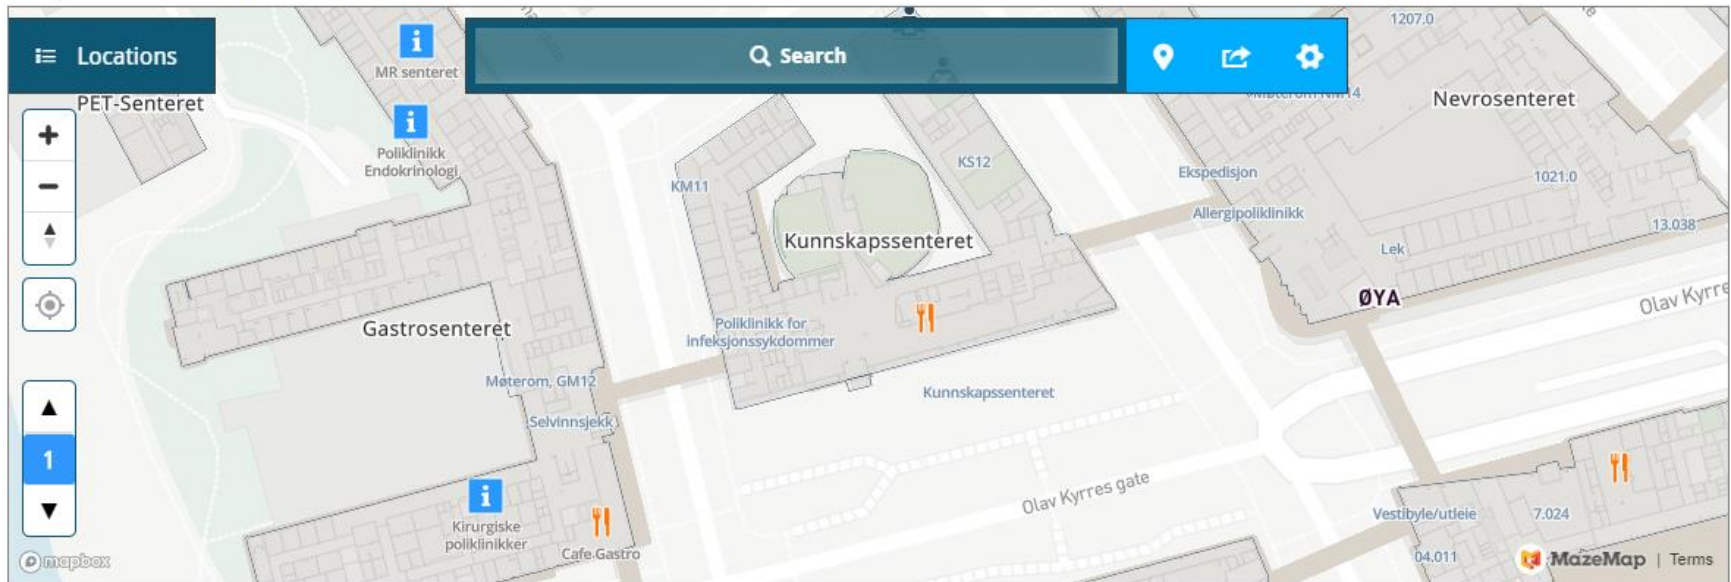 Locations
Search
MR senteret
1207.0
PET-Senteret
Nevrosenteret
Poliklinikk
Endokrinologi
KM11
KS12
Ekspedisjon
1021.0
Allergipoliklinikk
13.038
Kunnskapssenteret
Lek
ØYA
Olav Kyrre
Gastrosenteret
Poliklinikk for
infeksjonssykdommer
Møterom, GM12
Kunnskapssenteret
Selvinnsjekk
1
Olav Kyrres gate
Kirurgiske
poliklinikker
Cafe Gastro
Vestibyle/utleie
7.024
04.011
mapbox
MazeMap | Terms